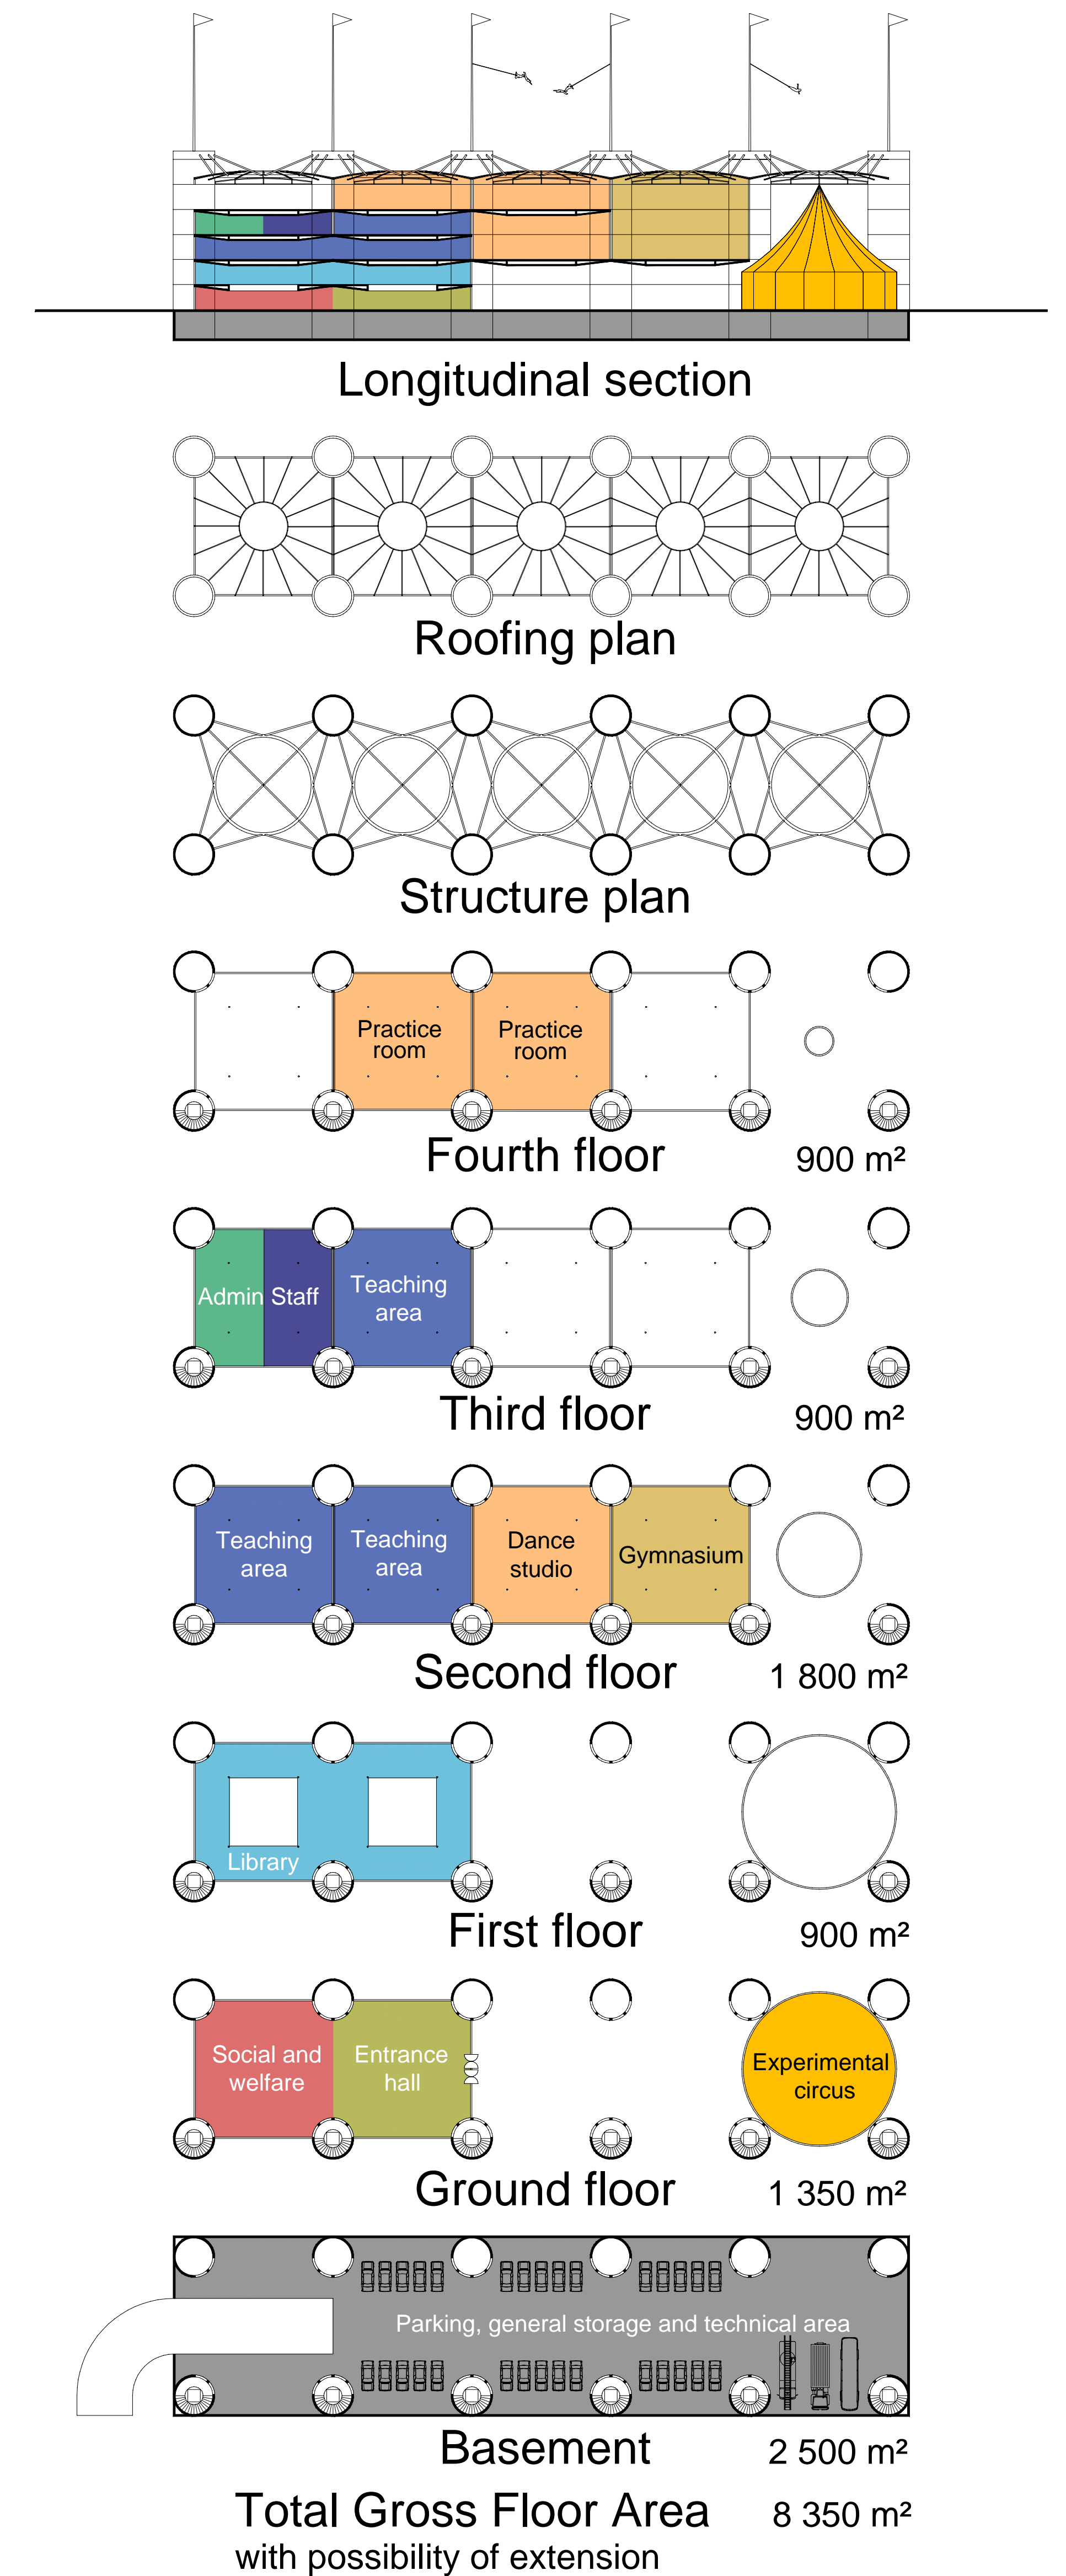 Longitudinal section
Roofing plan
Structure plan
Practice
room
Practice
room
Fourth floor
900 m²
Admin
Staff
Teaching
area
Third floor
900 m²
Teaching
area
Teaching
area
Dance
studio
Gymnasium
Second floor
1 800 m²
Library
First floor
900 m²
Social and
welfare
Entrance
hall
Experimental
circus
Ground floor
1 350 m²
Parking, general storage and technical area
Basement
2 500 m²
Total Gross Floor Area
8 350 m²
with possibility of extension